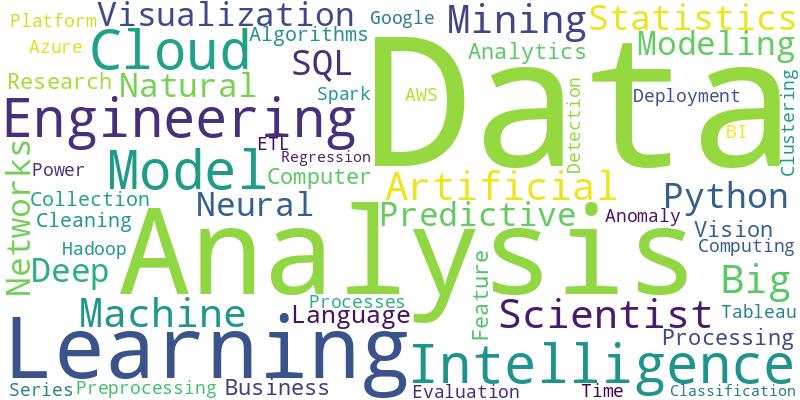 Platform
Visualization
Google
Mining
Statistics
Azure
Cloud
Algorithms
SQL
Data
Analytics
Modeling
Research
Natural
Spark
AWS
Detection
Deployment
Clustering
Engineering
ETL
BI
Networks
Power
Model
Regression
Computer
Artificial
Python
Collection
Neural
Predictive
Anomaly
Cleaning
Analysis
Vision
Hadoop
Computing
Deep
Feature
Big
Machine
Processes
Language
Scientist
Tableau
Learning
Processing
Intelligence
Series
Preprocessing
Business
Evaluation
Time
Classification